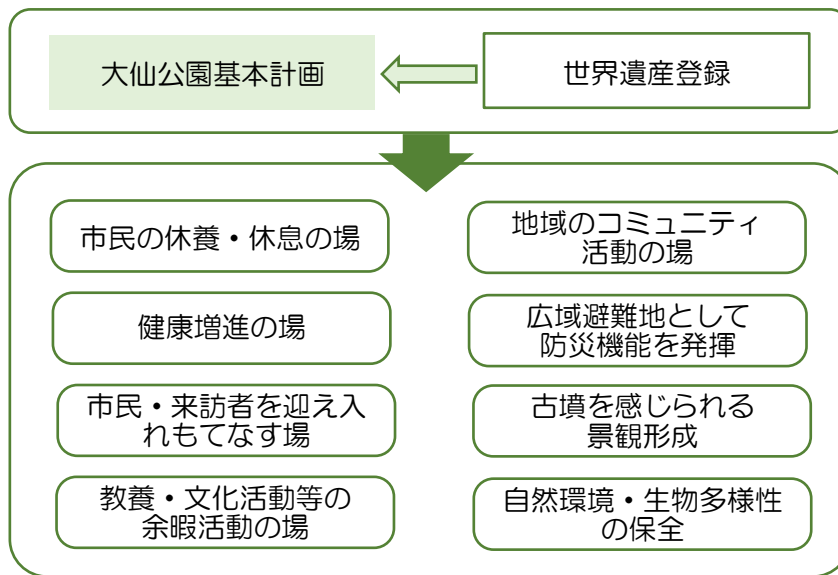 大仙公園基本計画
世界遺産登録
市民の休養・休息の場
健康増進の場
市民・来訪者を迎え入
れもてなす場
教養・文化活動等の
余暇活動の場
地域のコミュニティ
活動の場
広域避難地として
防災機能を発揮
古墳を感じられる
景観形成
自然環境・生物多様性
の保全